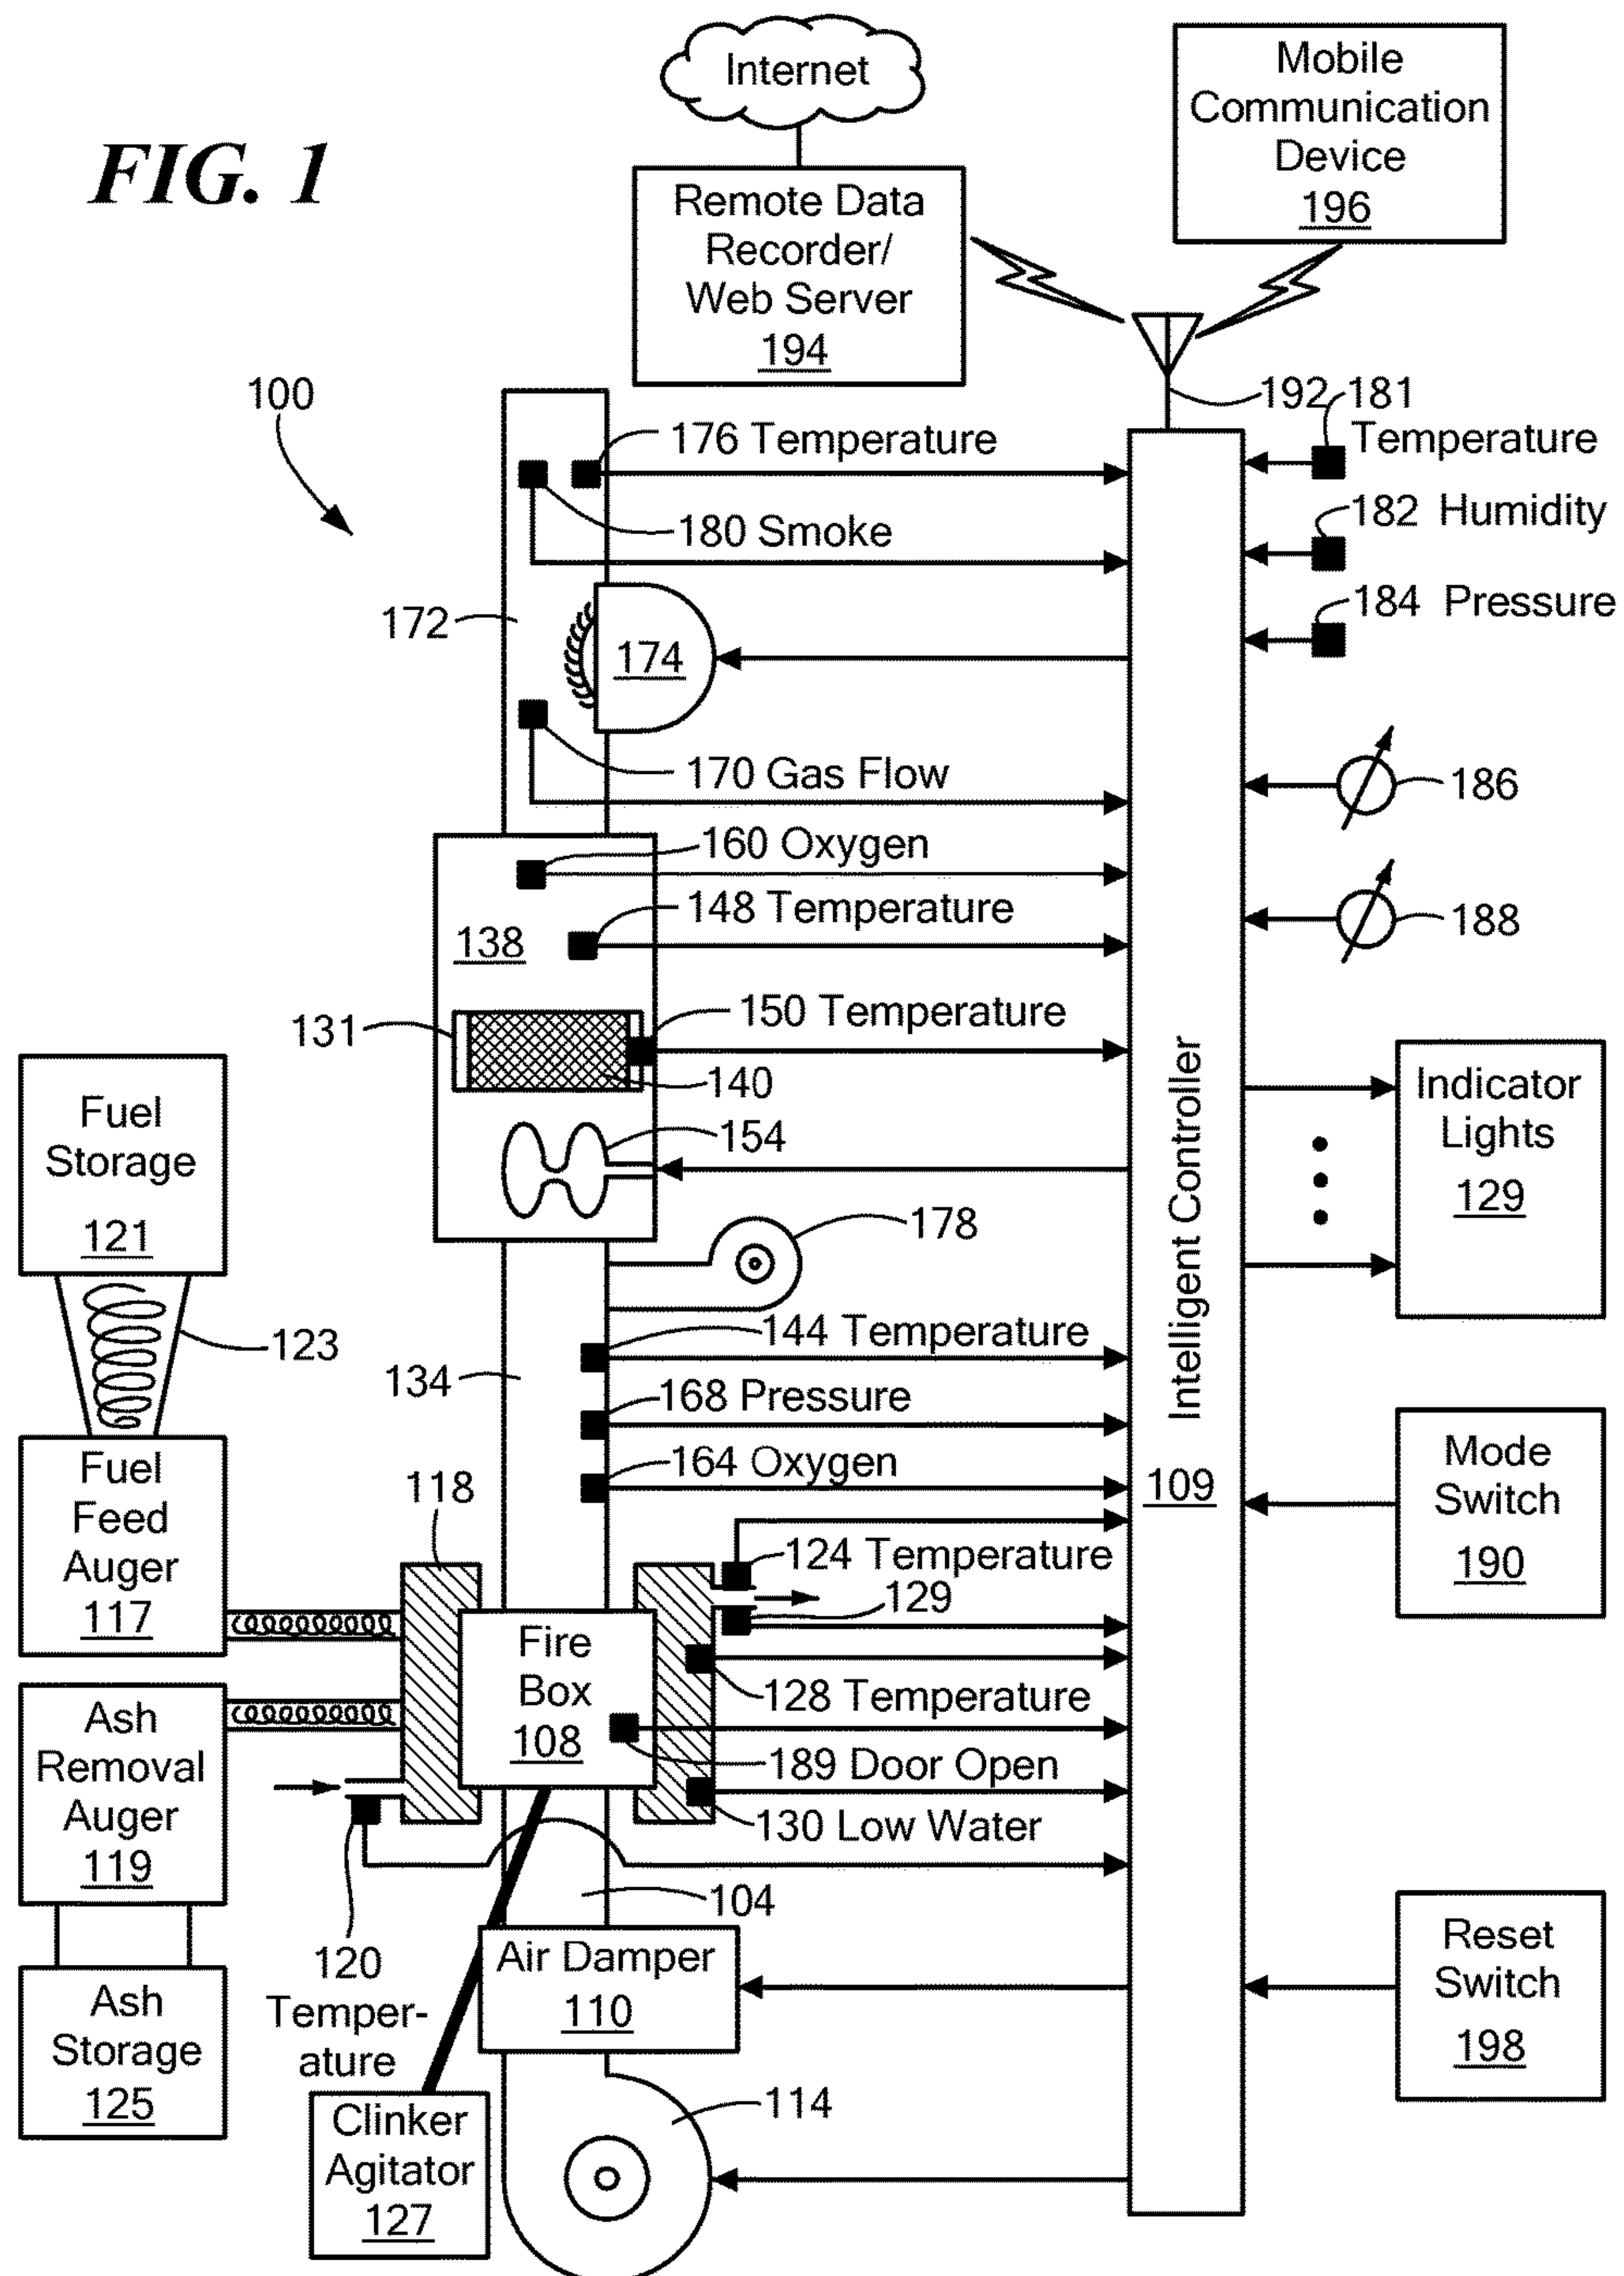 FIG. 1
Internet
Mobile
Communication
Device
196
Remote Data
Recorder/
Web Server
194
100
192
181
Temperature
176 Temperature
180 Smoke
182 Humidity
184 Pressure
172
174
170 Gas Flow
186
160 Oxygen
148 Temperature
138
188
150 Temperature
131
140
154
Intelligent Controller
109
Indicator
Lights
129
Fuel
Storage
121
123
178
144 Temperature
134
168 Pressure
164 Oxygen
Mode
Switch
190
Fuel
Feed
Auger
117
118
124 Temperature
129
Fire
Box
108
128 Temperature
189 Door Open
130 Low Water
Ash
Removal
Auger
119
104
120
Temper-
ature
Air Damper
110
Reset
Switch
198
Ash
Storage
125
114
Clinker
Agitator
127